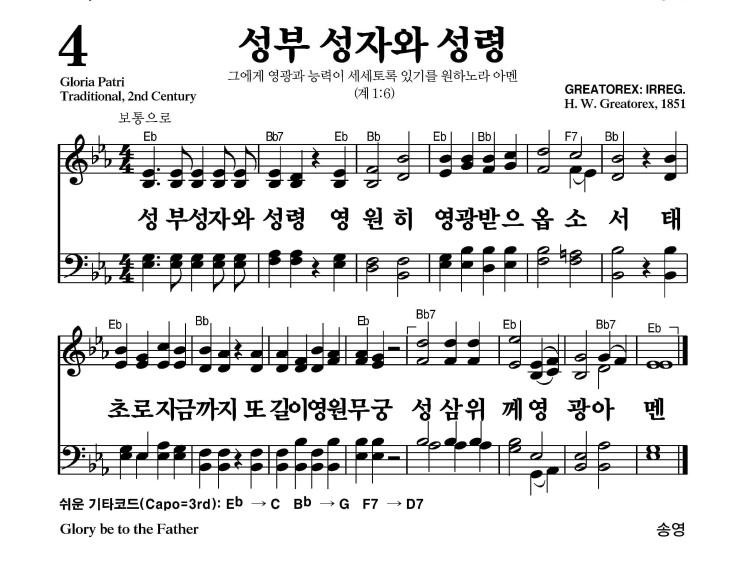 4
성부 성자와 성령
그에게 영광과 능력이 세세토록 있기를 원하노라 아멘
(계 1:6)
Gloria Patri
Traditional, 2nd Century
GREATOREX: IRREG.
H. W. Greatorex, 1851
보통으로
Eb Bb7 Eb Bb Eb Bb F7 Bb
성 부성자와 성령 영 원 히 영광받으 옵 소 서 태
Eb Bb Eb Bb7 Eb Bb7 Eb
초로지금까지 또 길이영원무궁 성 삼 위 께 영 광아 멘
쉬운 기타코드(Capo=3rd): Eb → C Bb → G F7 → D7
Glory be to the Father
송영